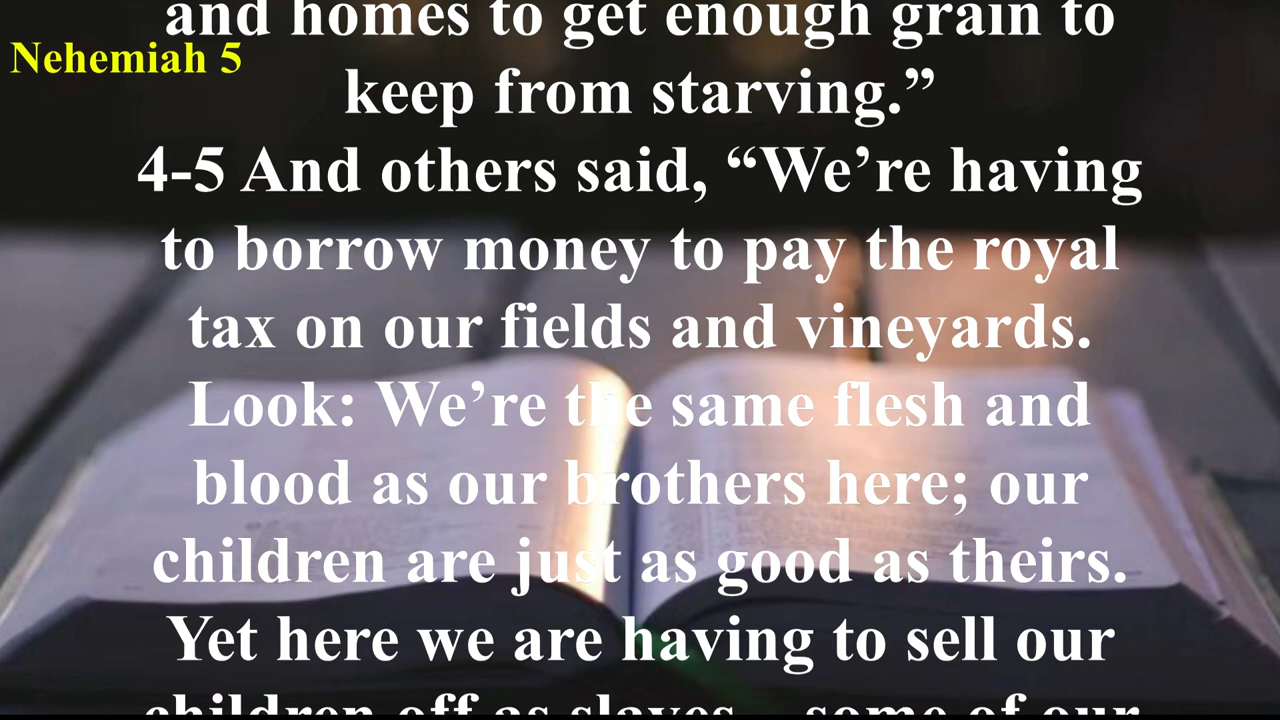 and homes to get enough grain to
Nehemiah 5
keep from starving.”
4-5 And others said, “We’re having
to borrow money to pay the royal
tax on our fields and vineyards.
Look: We’re the same flesh and
blood as our brothers here; our
children are just as good as theirs.
Yet here we are having to sell our
children off as slaves—some of our